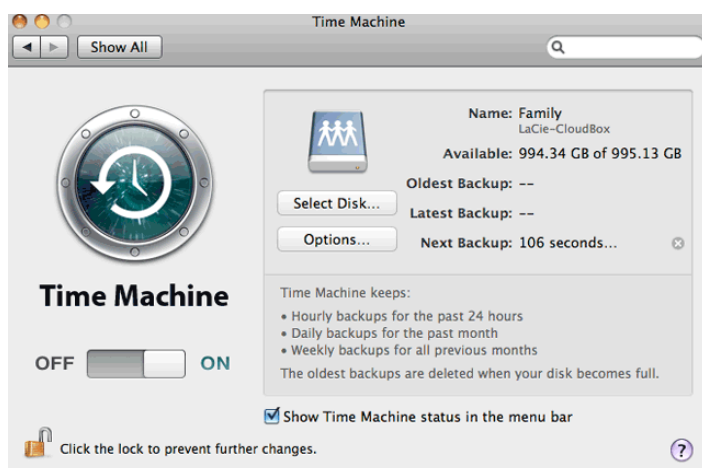 Time Machine
Show All
Name: Family
LaCie-CloudBox
Available: 994.34 GB of 995.13 GB
Oldest Backup: --
Select Disk...
Latest Backup: --
Options...
Next Backup: 106 seconds...
Time Machine
Time Machine keeps:
• Hourly backups for the past 24 hours
• Daily backups for the past month
• Weekly backups for all previous months
The oldest backups are deleted when your disk becomes full.
OFF ON
Show Time Machine status in the menu bar
Click the lock to prevent further changes.
?